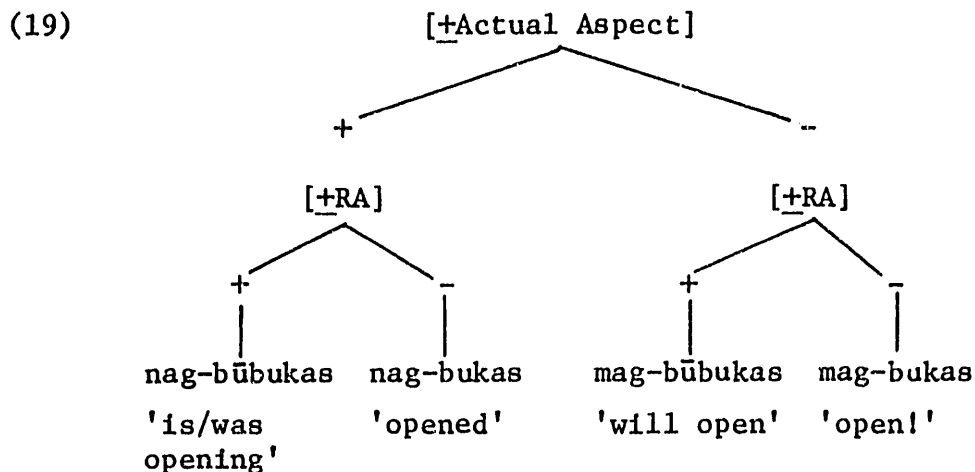 (19) [±Actual Aspect]
+ -
[±RA] [±RA]
+ - + -
nag-būbukas nag-bukas mag-būbukas mag-bukas
'is/was 'opened' 'will open' 'open!'
opening'